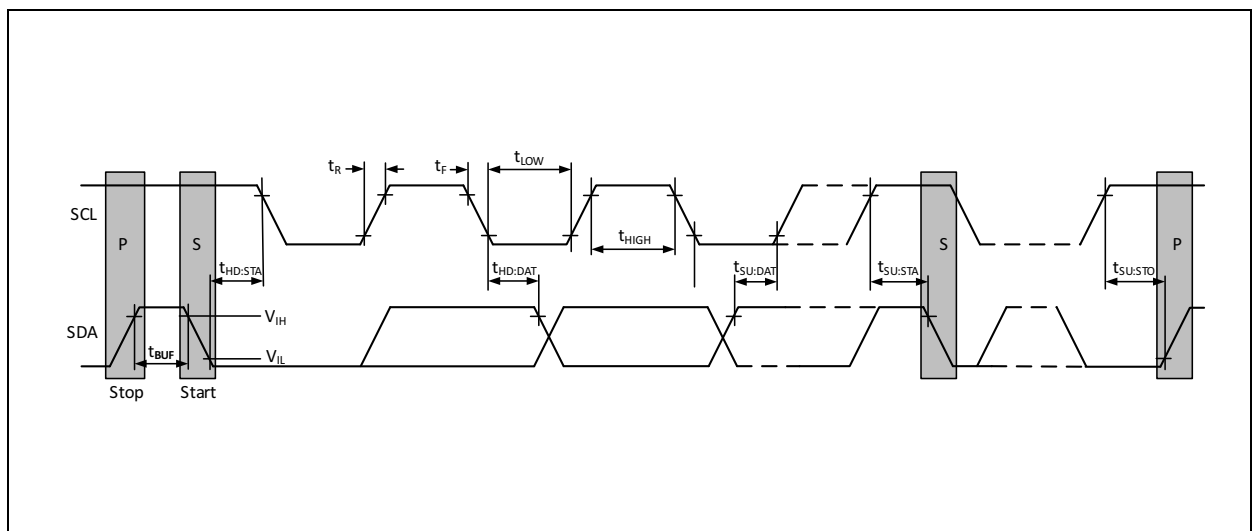 tR
tF
tLOW
SCL
P
S
tHIGH
S
P
tHD:STA
tHD:DAT
tSU:DAT
tSU:STA
tSU:STO
SDA
VIH
tBUF
VIL
Stop
Start